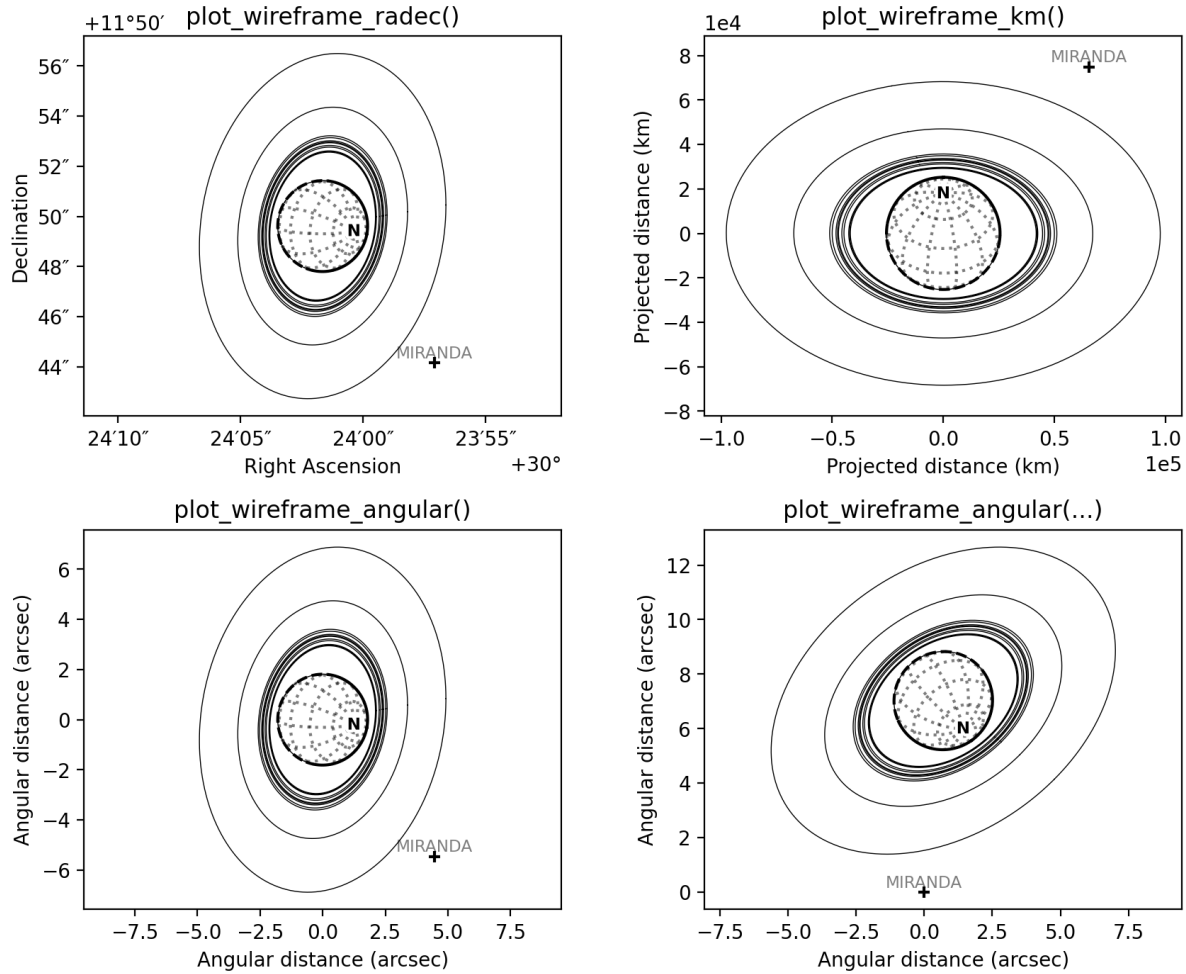 plot_wireframe_radec()
+11°50′
56″
54″
52″
50″
48″
46″
44″
Declination
N
MIRANDA
24′10″ 24′05″ 24′00″ 23′55″
Right Ascension
+30°
plot_wireframe_km()
1e4
8
6
4
2
0
−2
−4
−6
−8
Projected distance (km)
MIRANDA
N
−1.0 −0.5 0.0 0.5 1.0
Projected distance (km)
1e5
plot_wireframe_angular()
6
4
2
0
−2
−4
−6
Angular distance (arcsec)
N
MIRANDA
−7.5 −5.0 −2.5 0.0 2.5 5.0 7.5
Angular distance (arcsec)
plot_wireframe_angular(...)
12
10
8
6
4
2
0
Angular distance (arcsec)
N
MIRANDA
−7.5 −5.0 −2.5 0.0 2.5 5.0 7.5
Angular distance (arcsec)